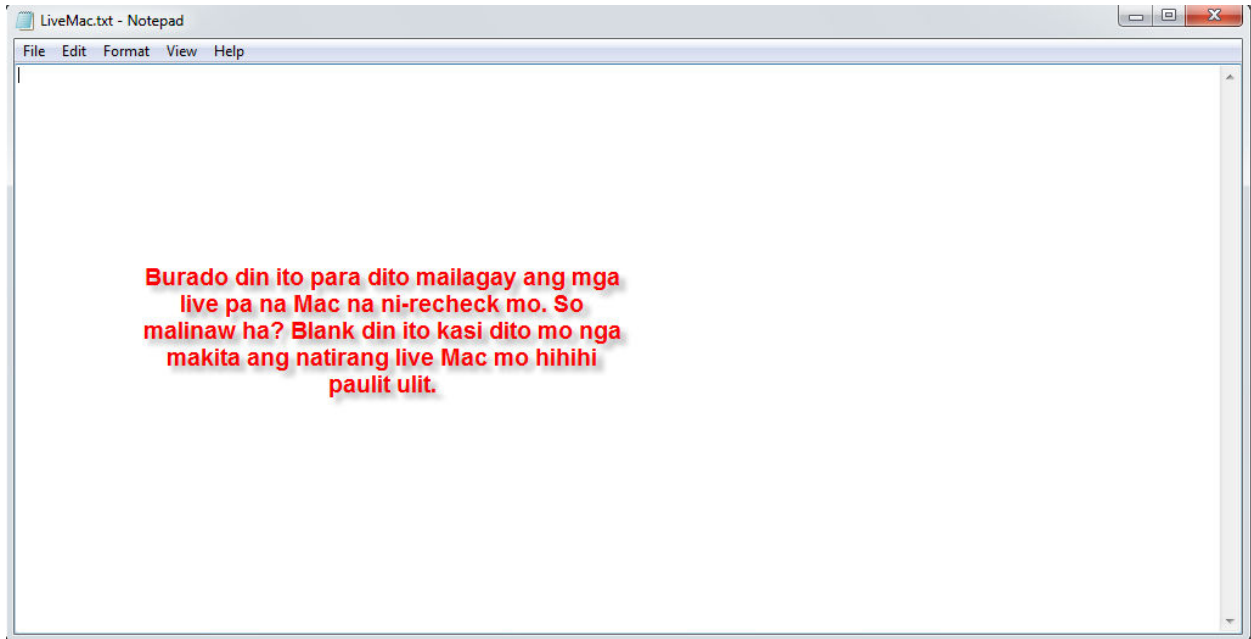 LiveMac.txt - Notepad
File Edit Format View Help
Burado din ito para dito mailagay ang mga
live pa na Mac na ni-recheck mo. So
malinaw ha? Blank din ito kasi dito mo nga
makita ang natirang live Mac mo hihihi
paulit ulit.